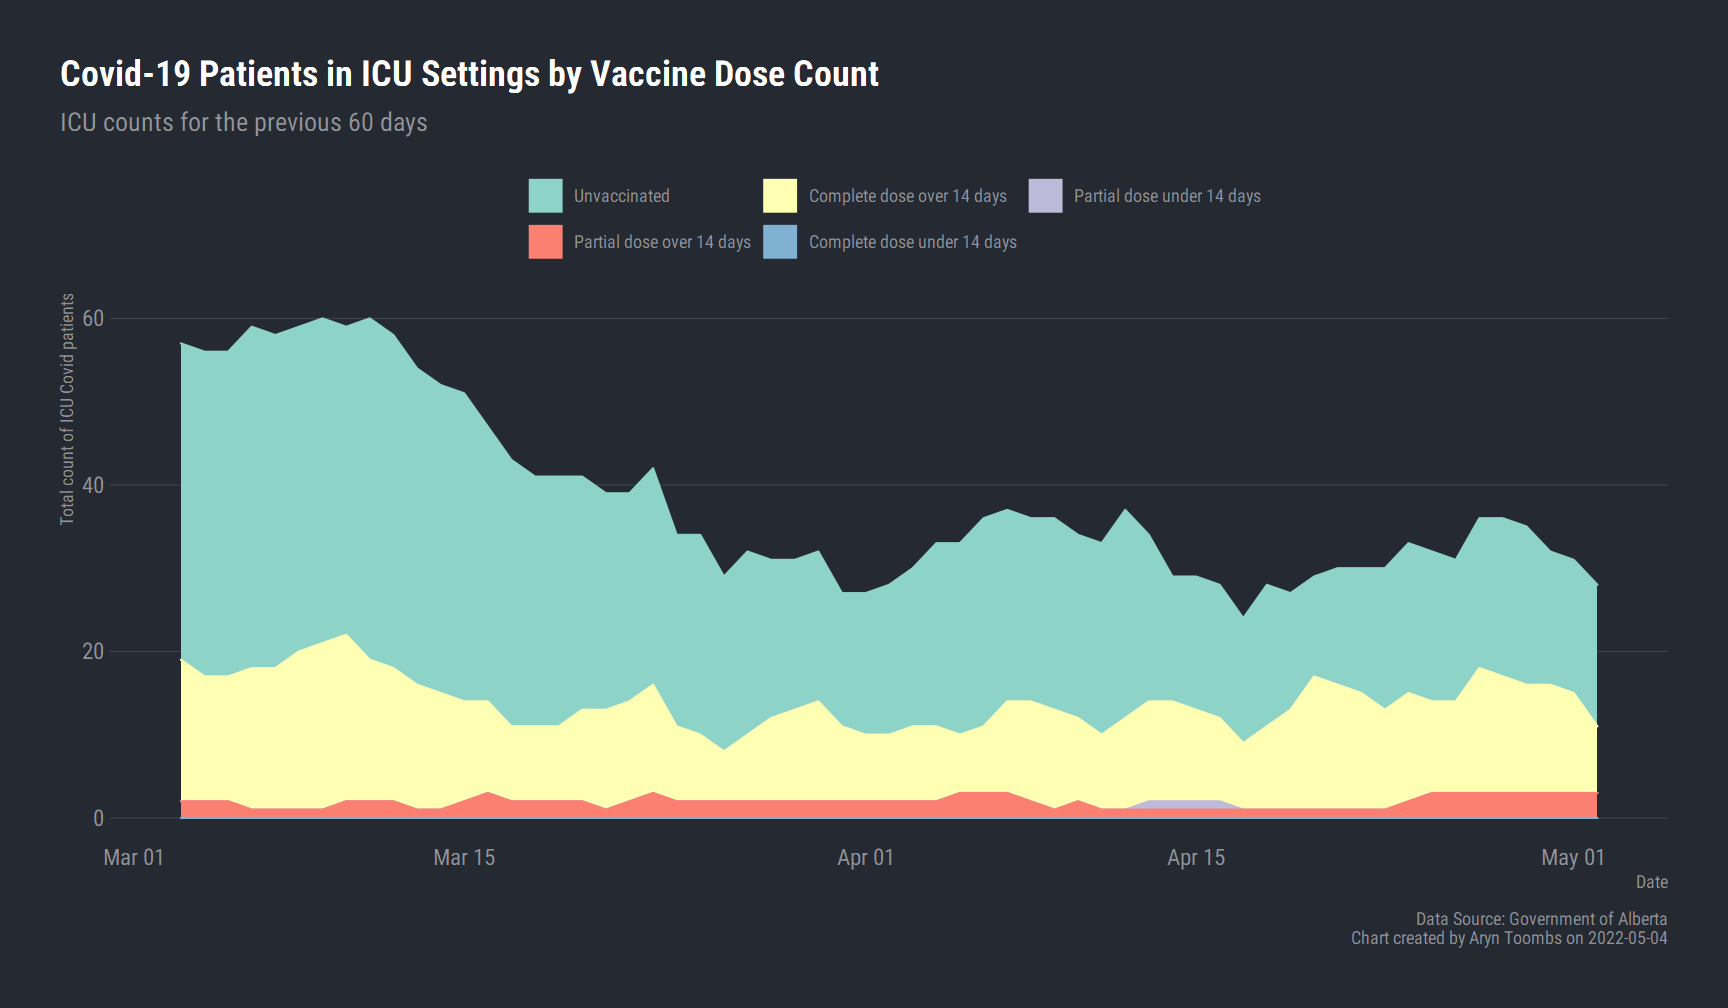 Covid-19 Patients in ICU Settings by Vaccine Dose Count
ICU counts for the previous 60 days
Unvaccinated
Complete dose over 14 days
Partial dose under 14 days
Partial dose over 14 days
Complete dose under 14 days
Total count of ICU Covid patients
60
40
20
0
Mar 01
Mar 15
Apr 01
Apr 15
May 01
Date
Data Source: Government of Alberta
Chart created by Aryn Toombs on 2022-05-04